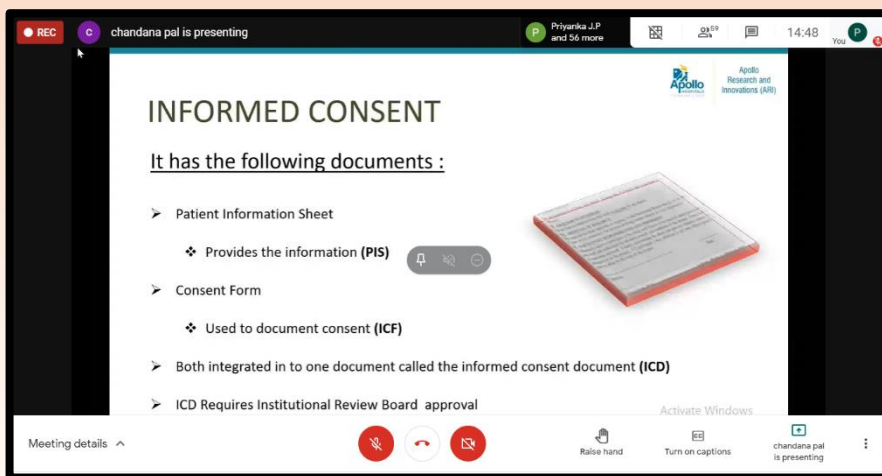 REC
C
chandana pal is presenting
P
Priyanka J.P
and 56 more
59
14:48
You
P
Apollo
Apollo
Research and
Innovations (ARI)
INFORMED CONSENT
It has the following documents :
Patient Information Sheet
Provides the information (PIS)
Consent Form
Used to document consent (ICF)
Both integrated in to one document called the informed consent document (ICD)
ICD Requires Institutional Review Board approval
Activate Windows
Meeting details
Raise hand
CC
Turn on captions
chandana pal
is presenting